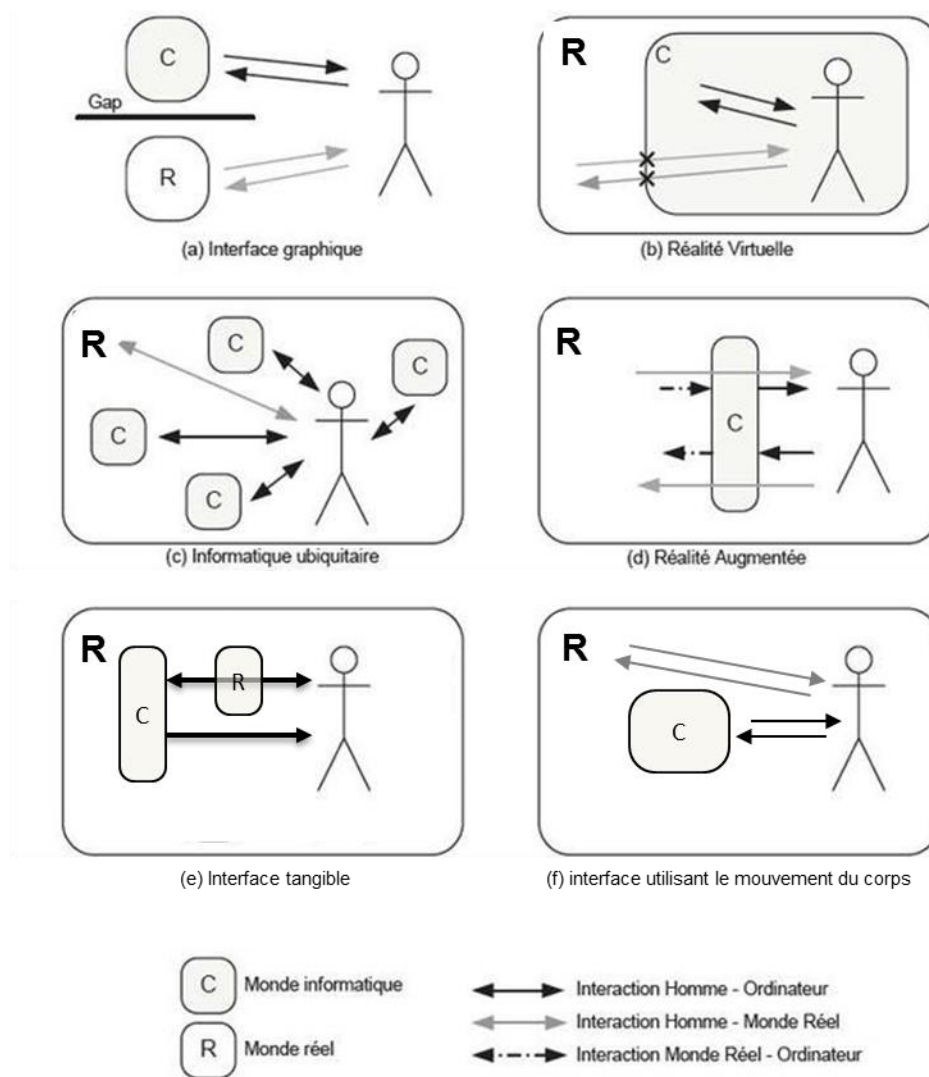 C
Gap
R
(a) Interface graphique
R
C
(b) Réalité Virtuelle
R
C
C
C
C
(c) Informatique ubiquitaire
R
C
(d) Réalité Augmentée
R
R
C
(e) Interface tangible
R
C
(f) interface utilisant le mouvement du corps
C Monde informatique
Interaction Homme - Ordinateur
Interaction Homme - Monde Réel
R Monde réel
Interaction Monde Réel - Ordinateur